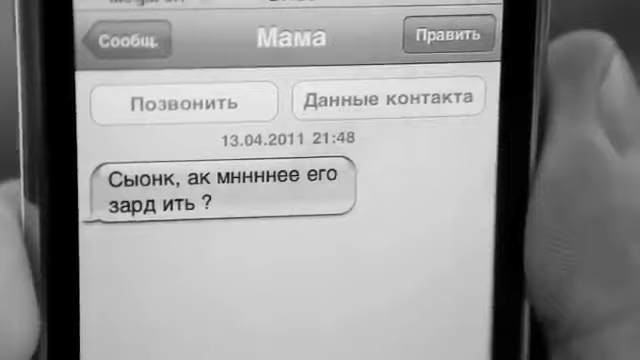 Сообщ.
Мама
Править
Позвонить
Данные контакта
13.04.2011 21:48
Сыонк, ак мннннее его
зард ить ?